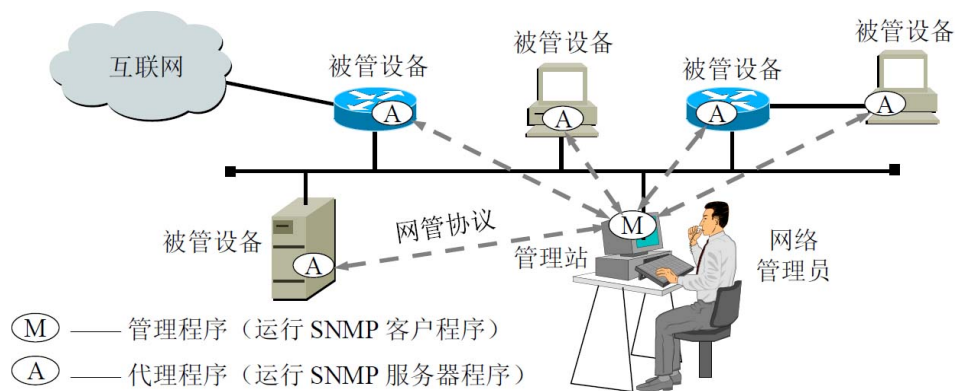 互联网
被管设备
被管设备
被管设备
被管设备
A
A
A
A
被管设备
A
网管协议
M
管理站
网络
管理员
M —— 管理程序（运行 SNMP 客户程序）
A —— 代理程序（运行 SNMP 服务器程序）